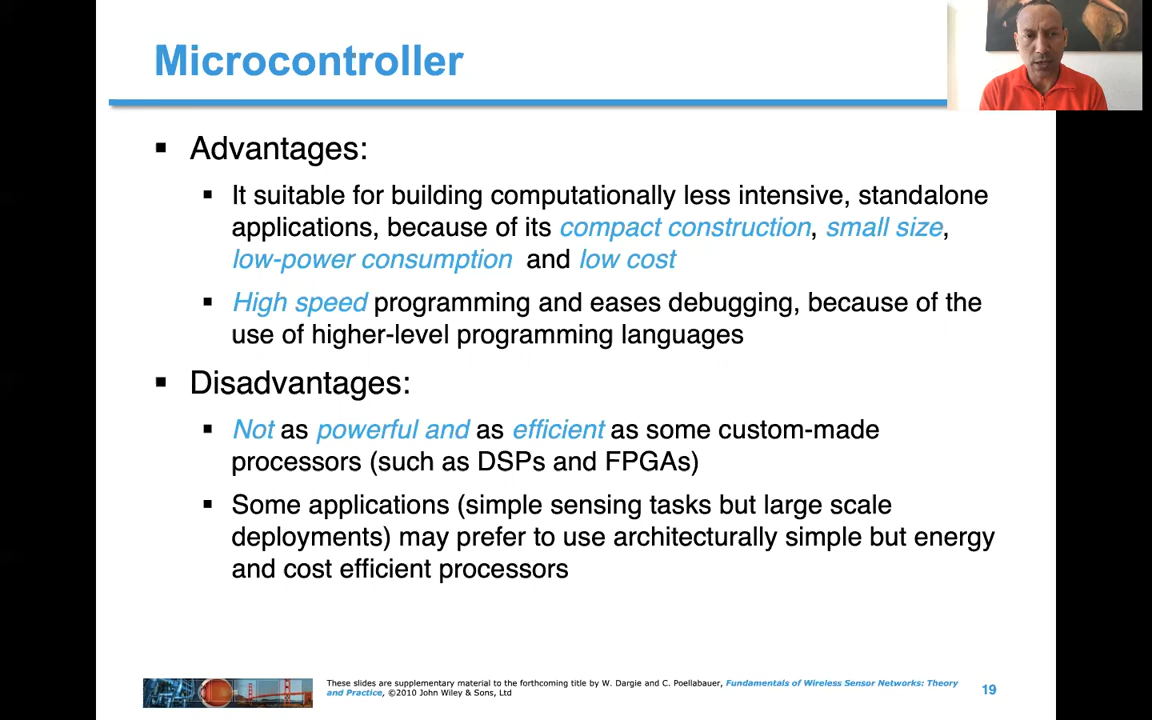 Microcontroller
▪ Advantages:
▪ It suitable for building computationally less intensive, standalone
applications, because of its compact construction, small size,
low-power consumption and low cost
▪ High speed programming and eases debugging, because of the
use of higher-level programming languages
▪ Disadvantages:
▪ Not as powerful and as efficient as some custom-made
processors (such as DSPs and FPGAs)
▪ Some applications (simple sensing tasks but large scale
deployments) may prefer to use architecturally simple but energy
and cost efficient processors
These slides are supplementary material to the forthcoming title by W. Dargie and C. Poellabauer, Fundamentals of Wireless Sensor Networks: Theory
and Practice, ©2010 John Wiley & Sons, Ltd
19